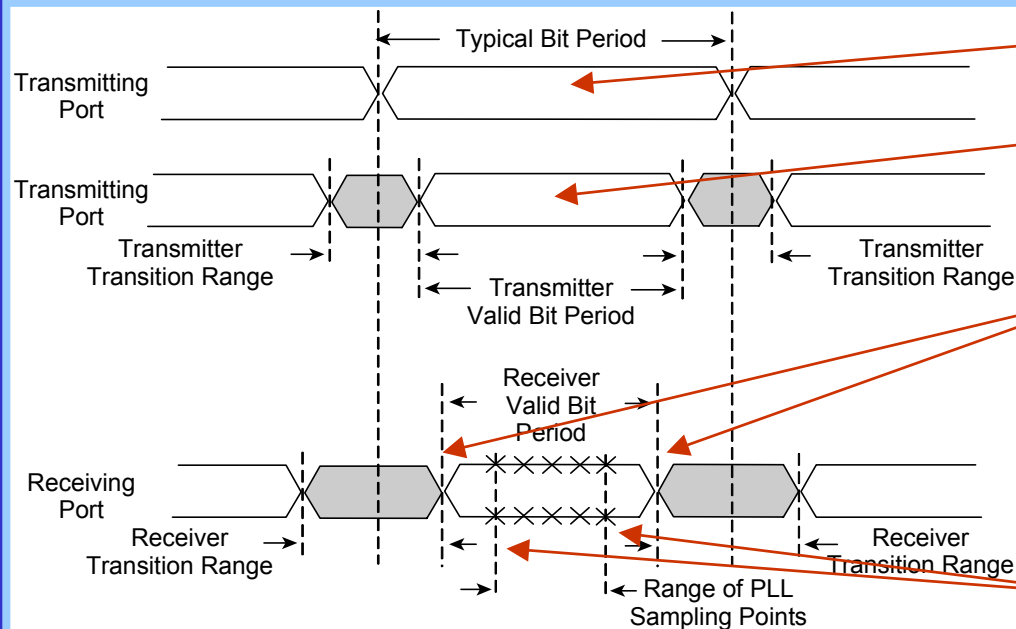 Typical Bit Period
Transmitting
Port
Transmitting
Port
Transmitter
Transition Range
Transmitter
Valid Bit Period
Transmitter
Transition Range
Receiver
Valid Bit
Period
Receiving
Port
Receiver
Transition Range
Receiver
Transition Range
Range of PLL
Sampling Points